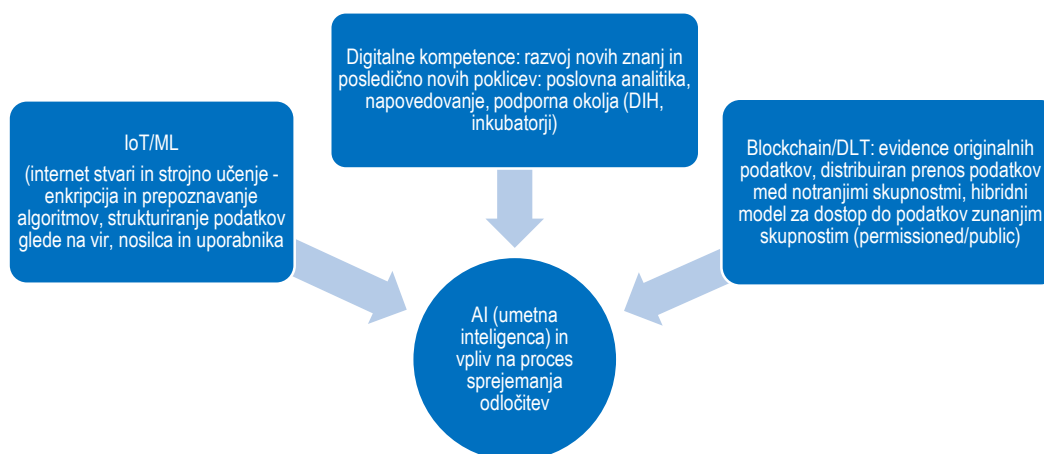 Digitalne kompetence: razvoj novih znanj in
posledično novih poklicev: poslovna analitika,
napovedovanje, podporna okolja (DIH,
inkubatorji)
IoT/ML
(internet stvari in strojno učenje -
enkripcija in prepoznavanje
algoritmov, strukturiranje podatkov
glede na vir, nosilca in uporabnika
Blockchain/DLT: evidence originalnih
podatkov, distribuiran prenos podatkov
med notranjimi skupnostmi, hibridni
model za dostop do podatkov zunanjim
skupnostim (permissioned/public)
AI (umetna
inteligenca) in
vpliv na proces
sprejemanja
odločitev